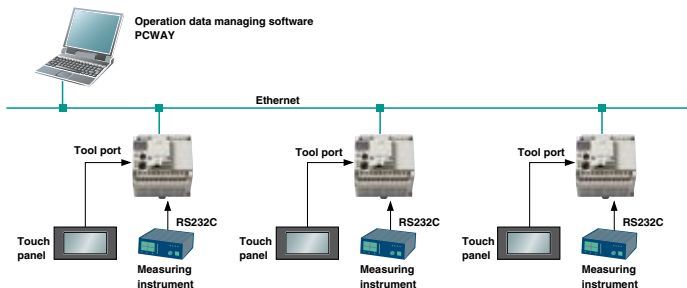 Operation data managing software
PCWAY
Ethernet
Tool port
RS232C
Touch
panel
Measuring
instrument
Tool port
RS232C
Touch
panel
Measuring
instrument
Tool port
RS232C
Touch
panel
Measuring
instrument